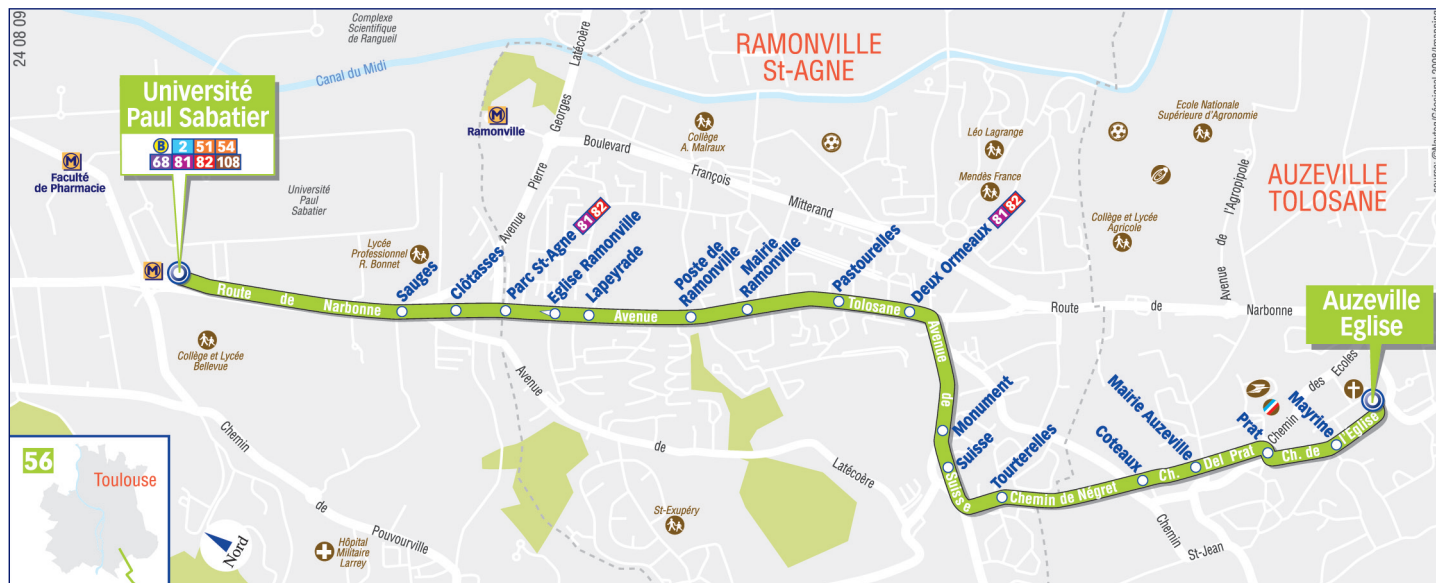 24 08 09
Complexe
Scientifique
de Rangueil
Canal du Midi
RAMONVILLE
St-AGNE
Université
Paul Sabatier
B 2 51 54
68 81 82 108
M
Faculté
de Pharmacie
Université
Paul
Sabatier
M
Ramonville
Avenue Pierre Georges Latécoère
Collège
A. Malraux
Boulevard François Mitterand
Léo Lagrange
Mendès France
Ecole Nationale
Supérieure d'Agronomie
Collège et Lycée
Agricole
AUZEVILLE
TOLOSANE
Avenue de l'Agropipole
M
Lycée
Professionnel
R. Bonnet
Sauges
Clôtasses
Parc St-Agne 81 82
Eglise Ramonville
Lapeyrade
Poste de
Ramonville
Mairie
Ramonville
Pastourelles
Deux Ormeaux 81 82
Route de Narbonne
Avenue Tolosane
Avenue de Suisse
Route de Narbonne
Auzeville
Eglise
Collège et Lycée
Bellevue
Chemin de Pouvourville
Avenue de Latécoère
Monument
Suisse
Tourterelles
Coteaux
Mairie Auzeville
Prat
Mayrine
Chemin des Ecoles
Chemin de Négret
Ch. Del Prat
Ch. de l'Eglise
Chemin St-Jean
St-Exupéry
Hôpital
Militaire
Larrey
56
Toulouse
Nord